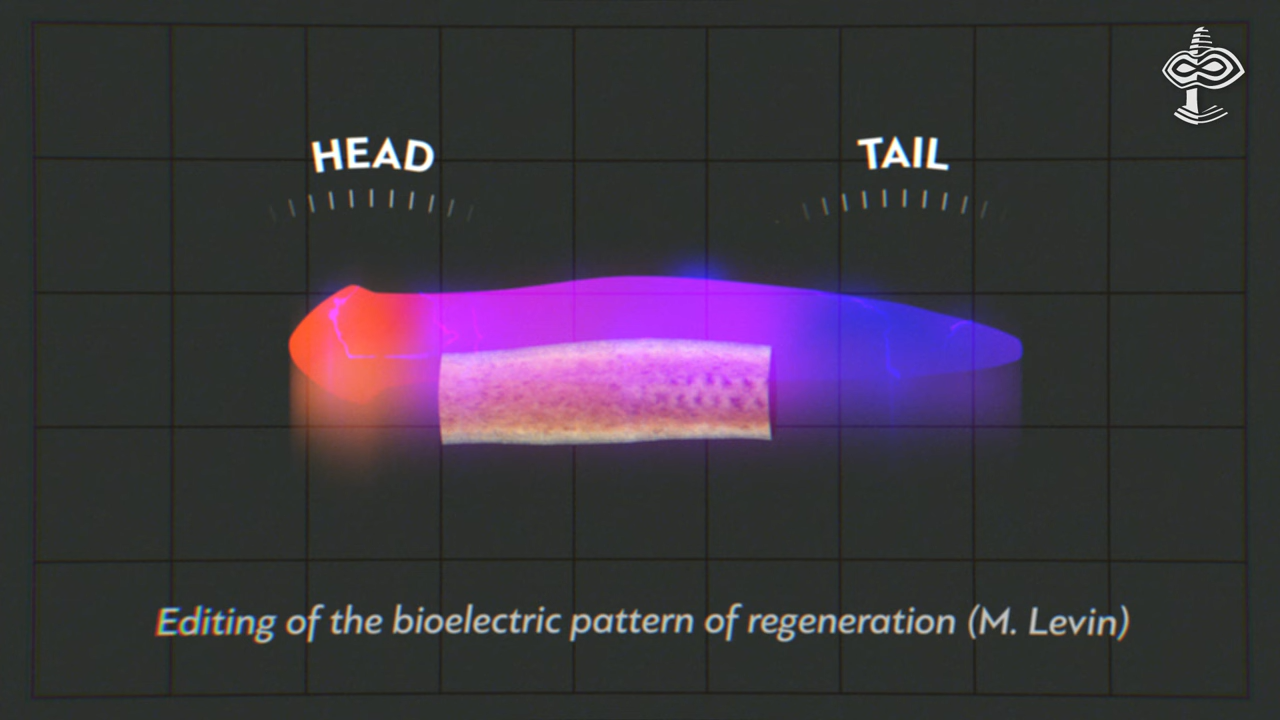 HEAD
TAIL
Editing of the bioelectric pattern of regeneration (M. Levin)